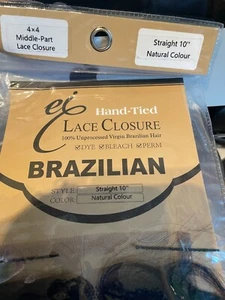 4×4
Middle-Part
Lace Closure
Straight 10"
Natural Colour
Hand-Tied
LACE CLOSURE
100% Unprocessed Virgin Brazilian Hair
☑DYE ☑BLEACH ☑PERM
BRAZILIAN
STYLE: Straight 10"
COLOR: Natural Colour